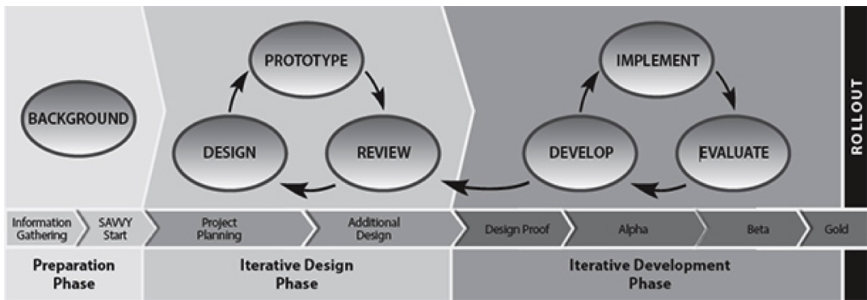 PROTOTYPE
IMPLEMENT
BACKGROUND
DESIGN
REVIEW
DEVELOP
EVALUATE
ROLLOUT
Information
Gathering
SAVVY
Start
Project
Planning
Additional
Design
Design Proof
Alpha
Beta
Gold
Preparation
Phase
Iterative Design
Phase
Iterative Development
Phase